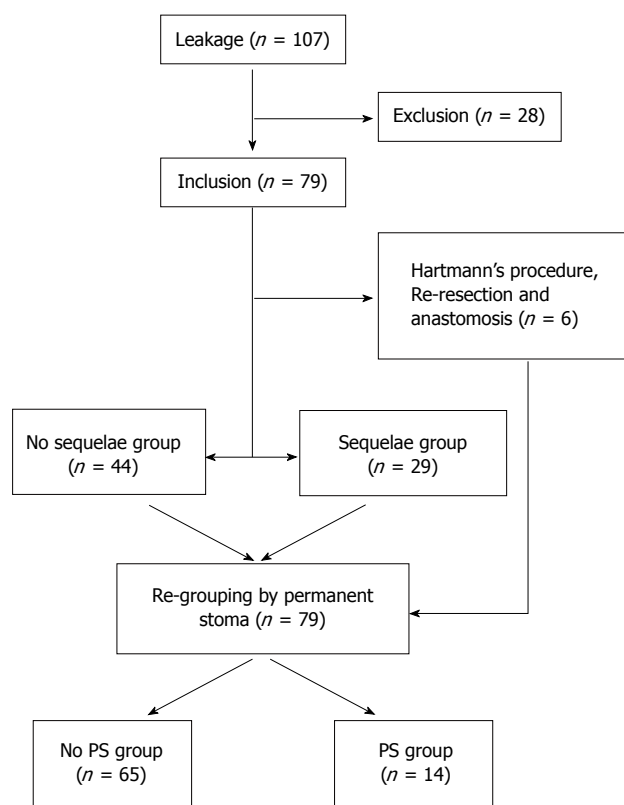 Leakage (n = 107)
Exclusion (n = 28)
Inclusion (n = 79)
Hartmann’s procedure,
Re-resection and
anastomosis (n = 6)
No sequelae group
(n = 44)
Sequelae group
(n = 29)
Re-grouping by permanent
stoma (n = 79)
No PS group
(n = 65)
PS group
(n = 14)